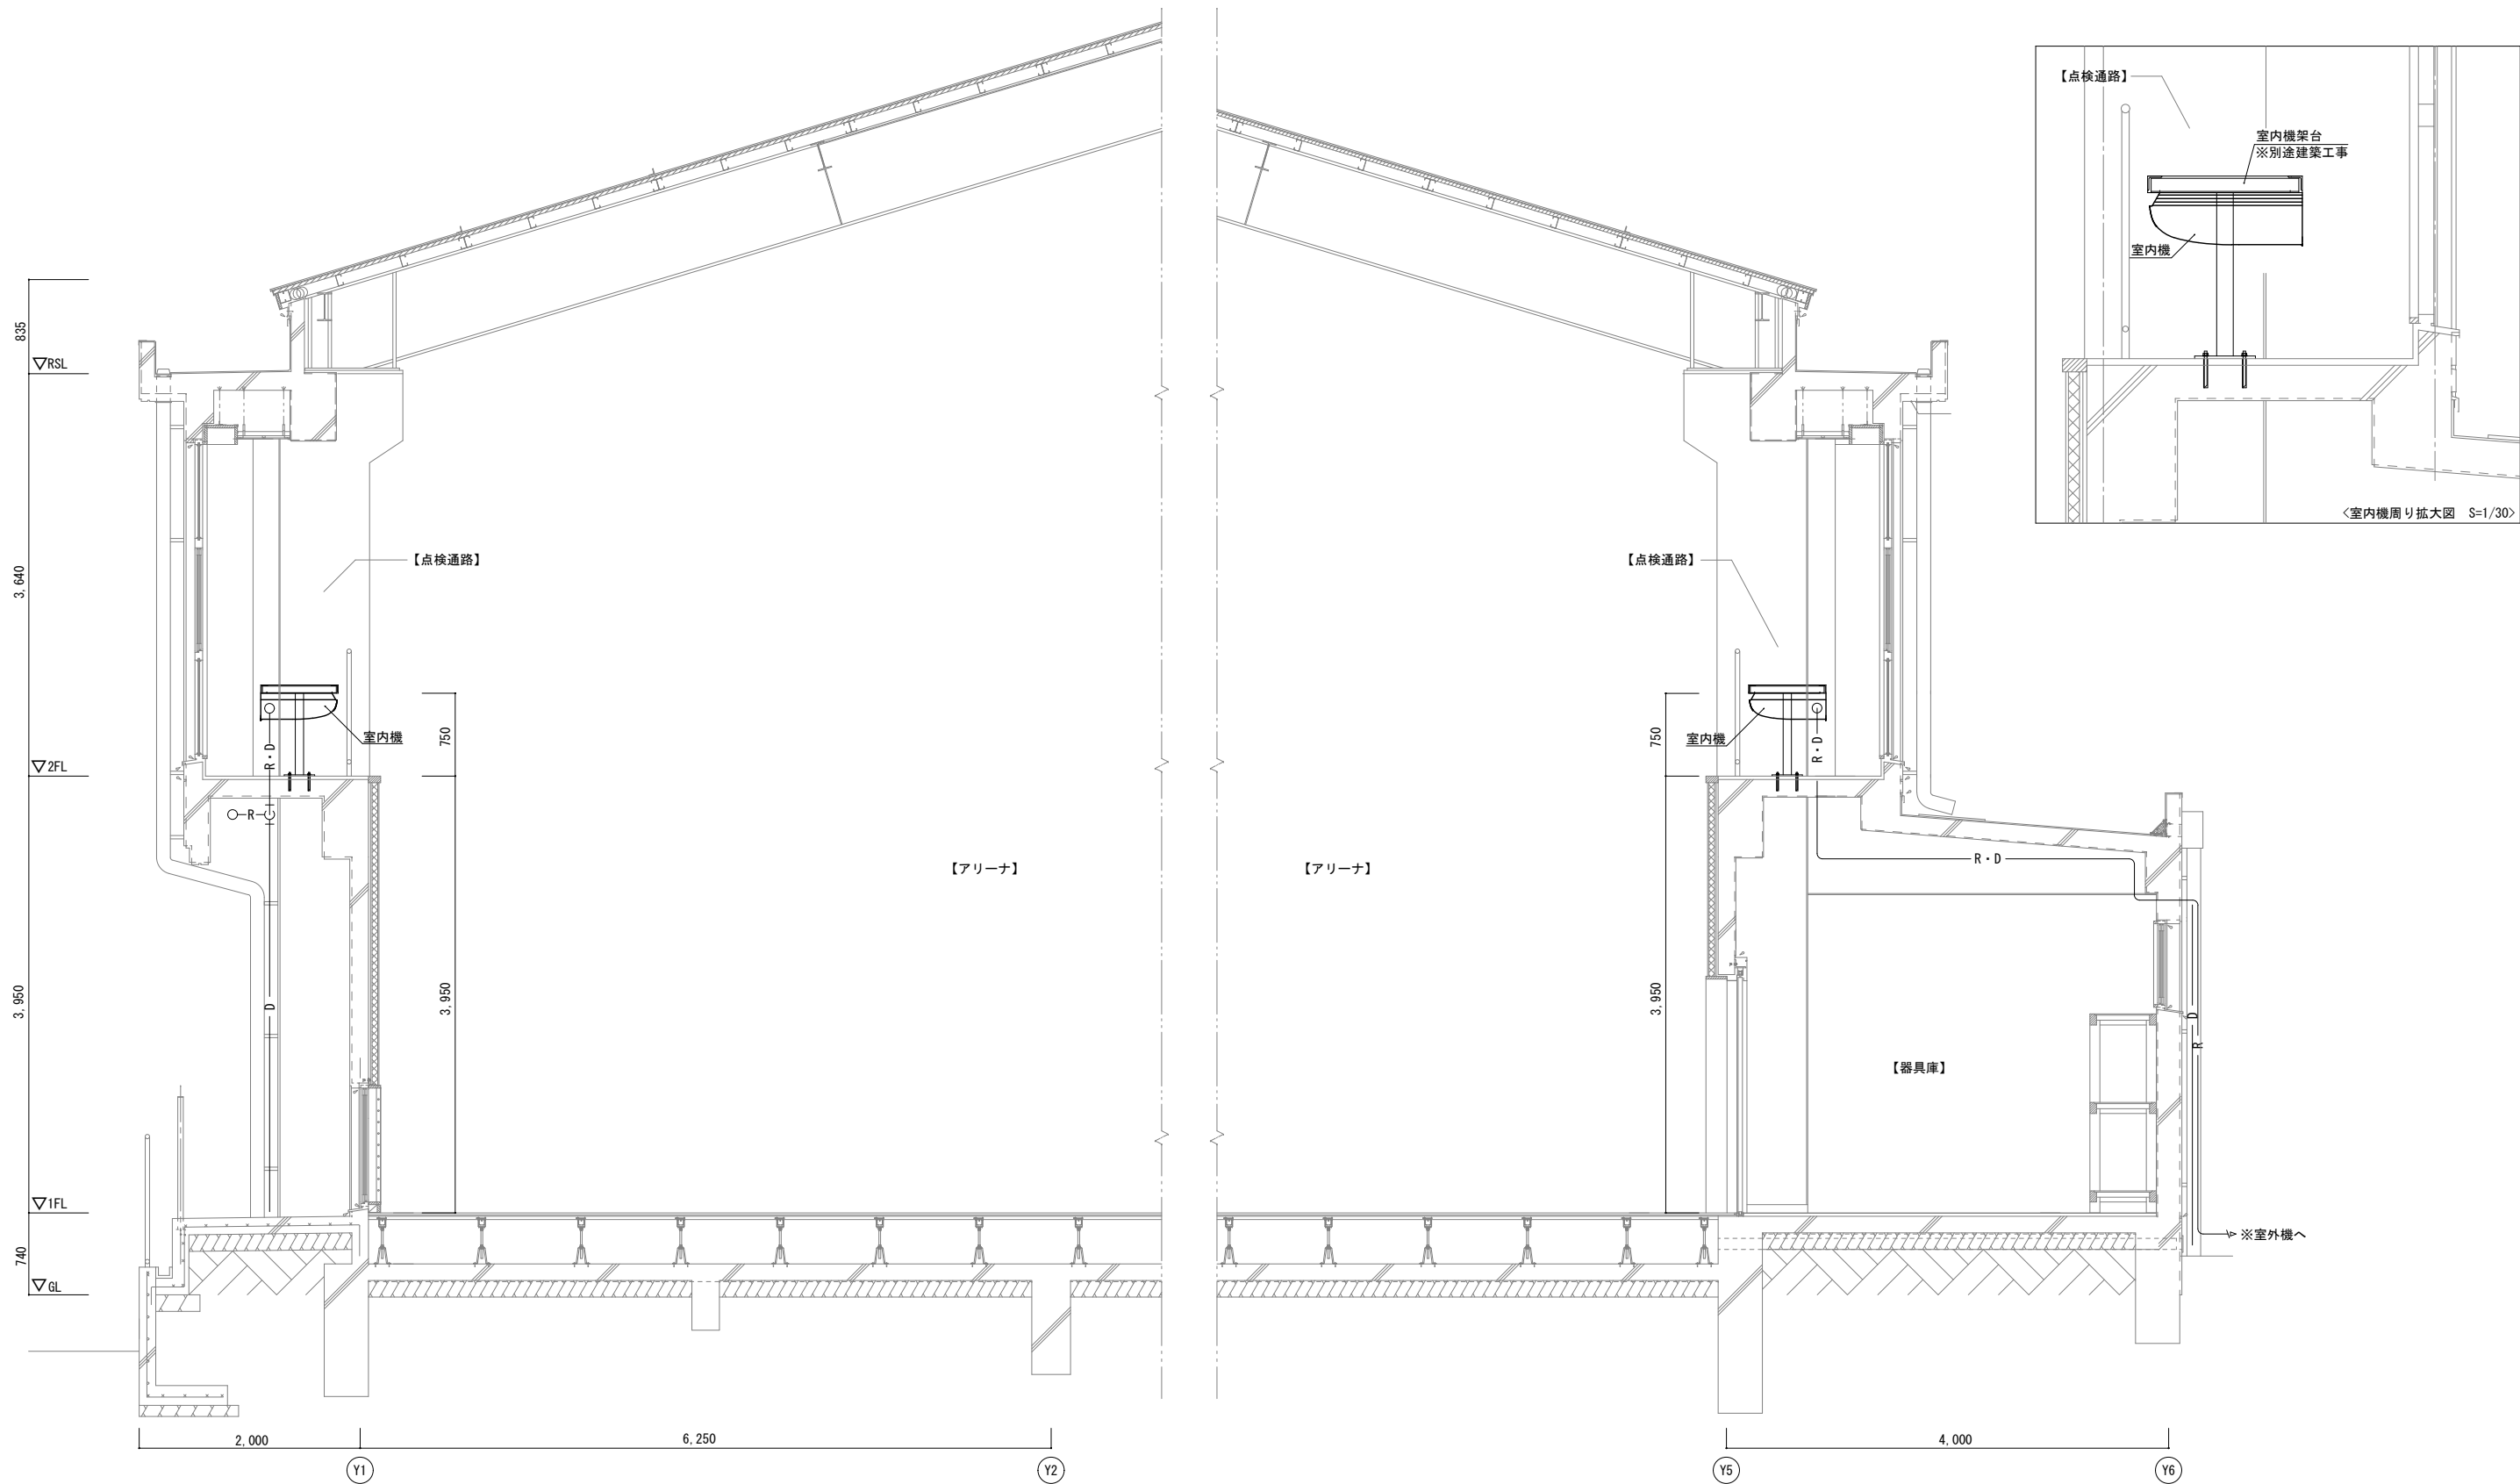 【点検通路】
室内機架台
※別途建築工事
室内機
〈室内機周り拡大図 S=1/30〉
835
▽RSL
3,640
【点検通路】
【点検通路】
750
室内機
R・D
▽2FL
750
室内機
R・D
R
R・D
【アリーナ】
【アリーナ】
3,950
D
3,950
3,950
D
R
【器具庫】
▽1FL
740
※室外機へ
▽GL
2,000
6,250
4,000
Y1
Y2
Y5
Y6